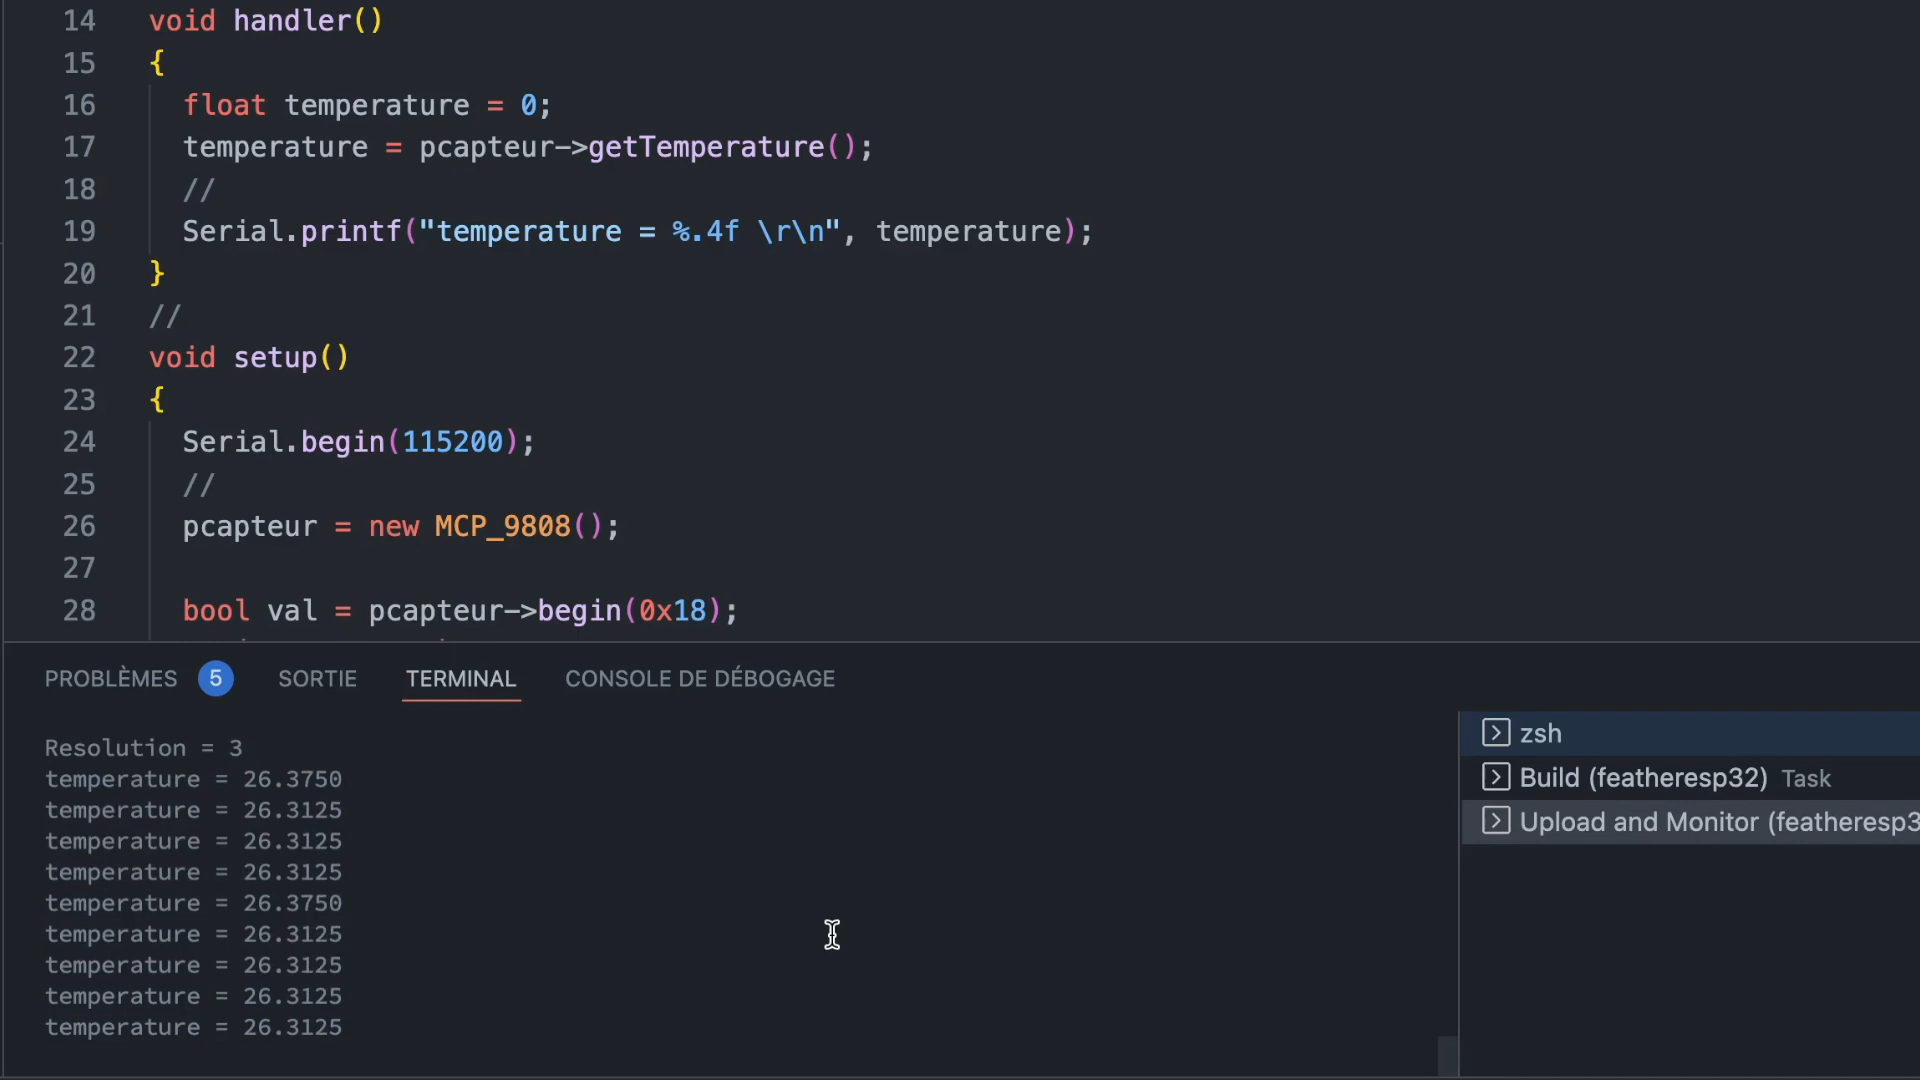 14 void handler()
15 {
16 float temperature = 0;
17 temperature = pcapteur->getTemperature();
18 //
19 Serial.printf("temperature = %.4f \r\n", temperature);
20 }
21 //
22 void setup()
23 {
24 Serial.begin(115200);
25 //
26 pcapteur = new MCP_9808();
27
28 bool val = pcapteur->begin(0x18);
PROBLÈMES 5 SORTIE TERMINAL CONSOLE DE DÉBOGAGE
Resolution = 3
temperature = 26.3750
temperature = 26.3125
temperature = 26.3125
temperature = 26.3125
temperature = 26.3750
temperature = 26.3125
temperature = 26.3125
temperature = 26.3125
temperature = 26.3125
zsh
Build (featheresp32) Task
Upload and Monitor (featheresp3